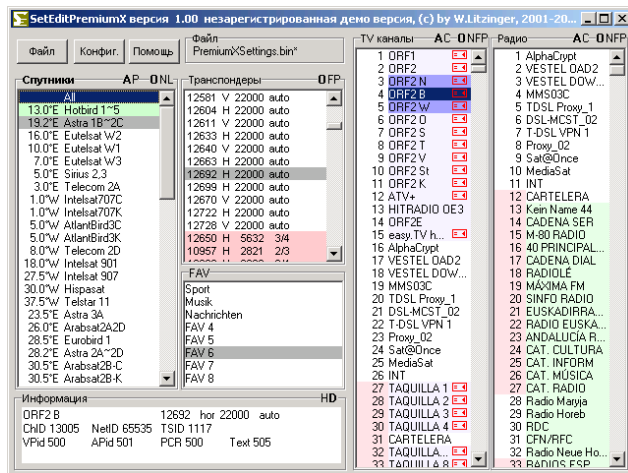 SetEditPremiumX версия 1.00 незарегистрированная демо версия, (c) by W.Litzinger, 2001-20...
Файл
Конфиг.
Помощь
Файл
PremiumXSettings.bin*
Спутники AP-ONL
All
13.0°E Hotbird 1~5
19.2°E Astra 1B~2C
16.0°E Eutelsat W2
10.0°E Eutelsat W1
7.0°E Eutelsat W3
5.0°E Sirius 2,3
3.0°E Telecom 2A
1.0°W Intelsat707C
1.0°W Intelsat707K
5.0°W AtlantBird3C
5.0°W AtlantBird3K
8.0°W Telecom 2D
18.0°W Intelsat 901
27.5°W Intelsat 907
30.0°W Hispasat
37.5°W Telstar 11
23.5°E Astra 3A
26.0°E Arabsat2A2D
28.5°E Eurobird 1
28.2°E Astra 2A~2D
30.5°E Arabsat2B-C
30.5°E Arabsat2B-K
Транспондеры OFP
12581 V 22000 auto
12604 H 22000 auto
12611 V 22000 auto
12633 H 22000 auto
12640 V 22000 auto
12663 H 22000 auto
12692 H 22000 auto
12699 H 22000 auto
12670 V 22000 auto
12722 H 22000 auto
12728 V 22000 auto
12650 H 5632 3/4
10957 H 2821 2/3
FAV
Sport
Musik
Nachrichten
FAV 4
FAV 5
FAV 6
FAV 7
FAV 8
TV каналы AC-ONFP
1 ORF1
2 ORF2
3 ORF2 N
4 ORF2 B
5 ORF2 W
6 ORF2 O
7 ORF2 S
8 ORF2 T
9 ORF2 V
10 ORF2 St
11 ORF2 K
12 ATV+
13 HITRADIO OE3
14 ORF2E
15 easy.TV h...
16 AlphaCrypt
17 VESTEL OAD2
18 VESTEL DOW...
19 MMS03C
20 TDSL Proxy_1
21 DSL-MCST_02
22 T-DSL VPN 1
23 Proxy_02
24 Sat@Once
25 MediaSat
26 INT
27 TAQUILLA 1
28 TAQUILLA 2
29 TAQUILLA 3
30 TAQUILLA 4
31 CARTELERA
32 TAQUILLA...
33 TAQUILLA 8
Радио AC-ONFP
1 AlphaCrypt
2 VESTEL OAD2
3 VESTEL DOW...
4 MMS03C
5 TDSL Proxy_1
6 DSL-MCST_02
7 T-DSL VPN 1
8 Proxy_02
9 Sat@Once
10 MediaSat
11 INT
12 CARTELERA
13 Kein Name 44
14 CADENA SER
15 M-80 RADIO
16 40 PRINCIPAL...
17 CADENA DIAL
18 RADIOLÉ
19 MÁXIMA FM
20 SINFO RADIO
21 EUSKADIRRA...
22 RADIO EUSKA...
23 ANDALUCÍA R...
24 CAT. CULTURA
25 CAT. INFORM
26 CAT. MÚSICA
27 CAT. RADIO
28 Radio Maryja
29 Radio Horeb
30 RDC
31 CFN/RFC
32 Radio Neue Ho...
33 RADIOS ESP
Информация HD-
ORF2 B 12692 hor 22000 auto
ChID 13005 NetID 65535 TSID 1117
VPid 500 APid 501 PCR 500 Text 505